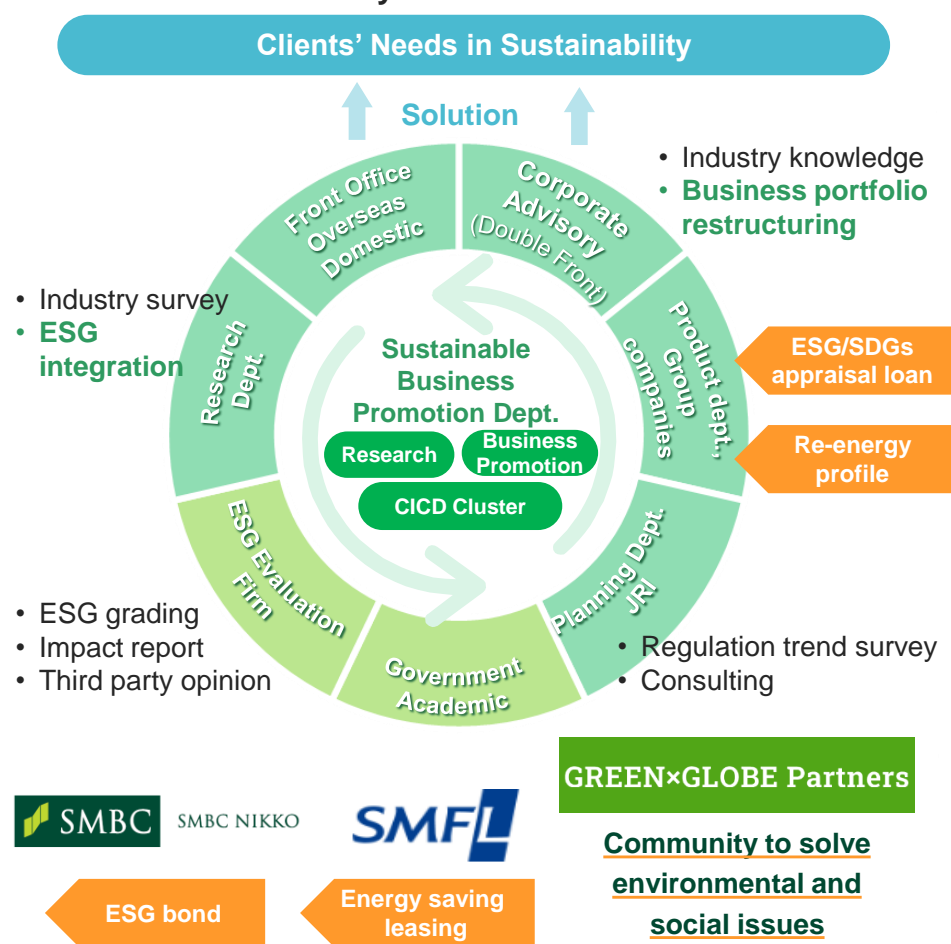 Clients' Needs in Sustainability
Solution
Front Office
Overseas
Domestic
Corporate
Advisory
(Double Front)
• Industry knowledge
• Business portfolio
restructuring
• Industry survey
• ESG
integration
Research
Dept.
Product dept.,
Group
companies
ESG/SDGs
appraisal loan
Re-energy
profile
Sustainable
Business
Promotion Dept.
Research
Business
Promotion
CICD Cluster
ESG Evaluation
Firm
Planning Dept.
JRI
Government
Academic
• ESG grading
• Impact report
• Third party opinion
• Regulation trend survey
• Consulting
SMBC
SMBC NIKKO
SMFL
GREEN×GLOBE Partners
Community to solve
environmental and
social issues
ESG bond
Energy saving
leasing